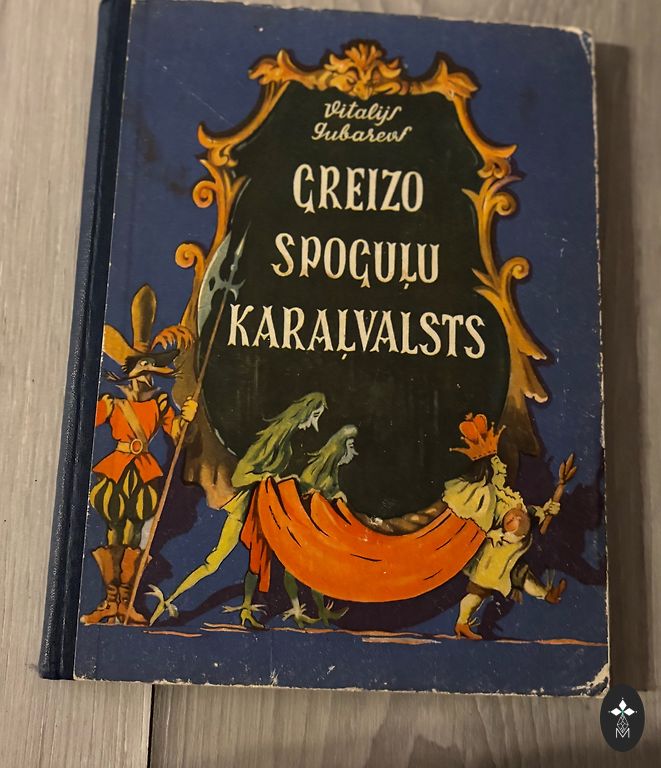 Vitalijs
Gubarevs
GREIZO
SPOGUĻU
KARAĻVALSTS
M